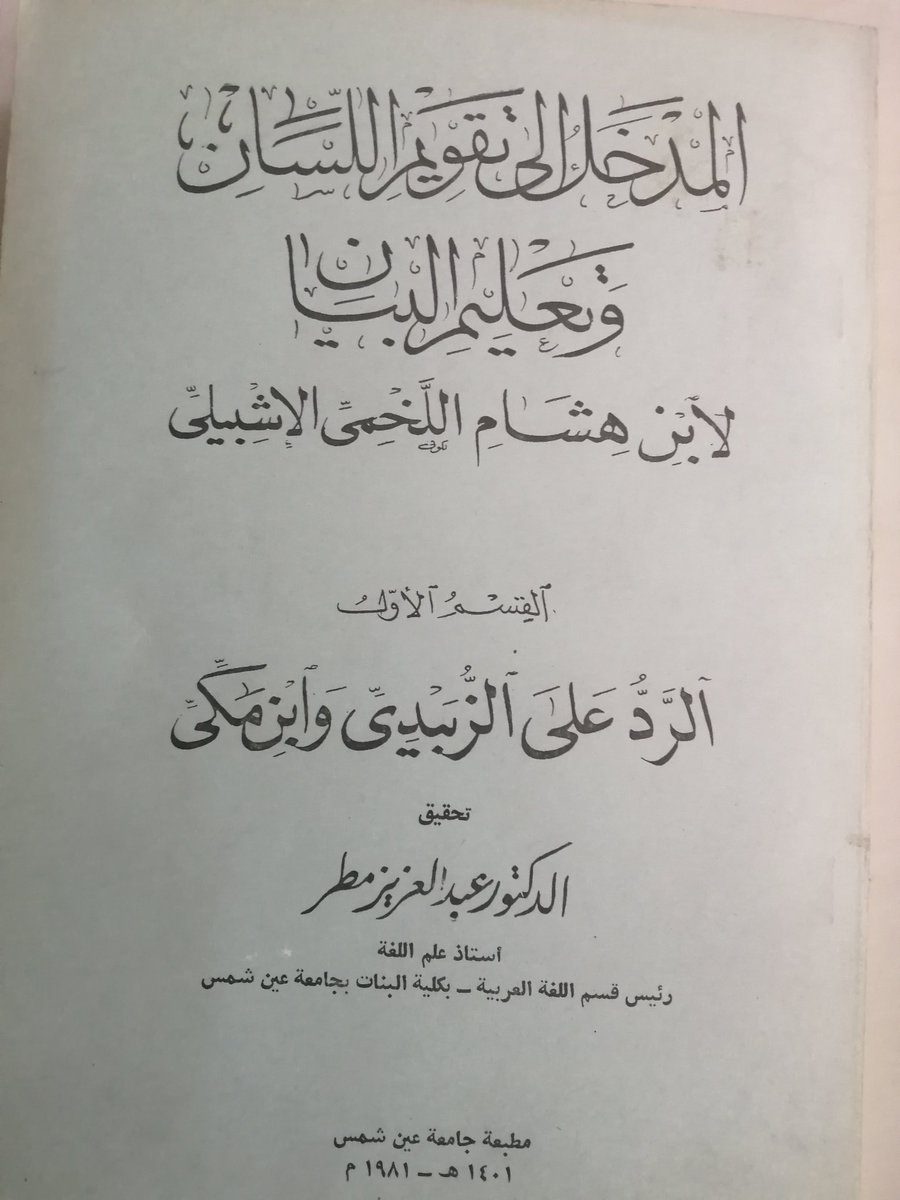 المدخل إلى تقويم اللسان
وتعليم البيان
لابن هشام اللخمي الإشبيلي
القسم الأول
الرد على الزبيدي وابن مكي
تحقيق
الدكتور عبد العزيز مطر
أستاذ علم اللغة
رئيس قسم اللغة العربية – بكلية البنات بجامعة عين شمس
مطبعة جامعة عين شمس
١٤٠١ هـ – ١٩٨١ م